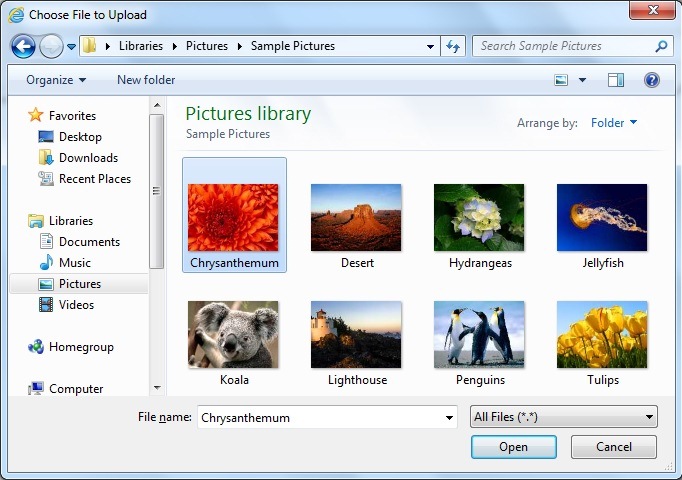 Choose File to Upload
Libraries Pictures Sample Pictures
Search Sample Pictures
Organize New folder
Favorites
Desktop
Downloads
Recent Places
Libraries
Documents
Music
Pictures
Videos
Homegroup
Computer
Pictures library
Sample Pictures
Arrange by: Folder
Chrysanthemum Desert Hydrangeas Jellyfish
Koala Lighthouse Penguins Tulips
File name: Chrysanthemum All Files (*.*)
Open Cancel